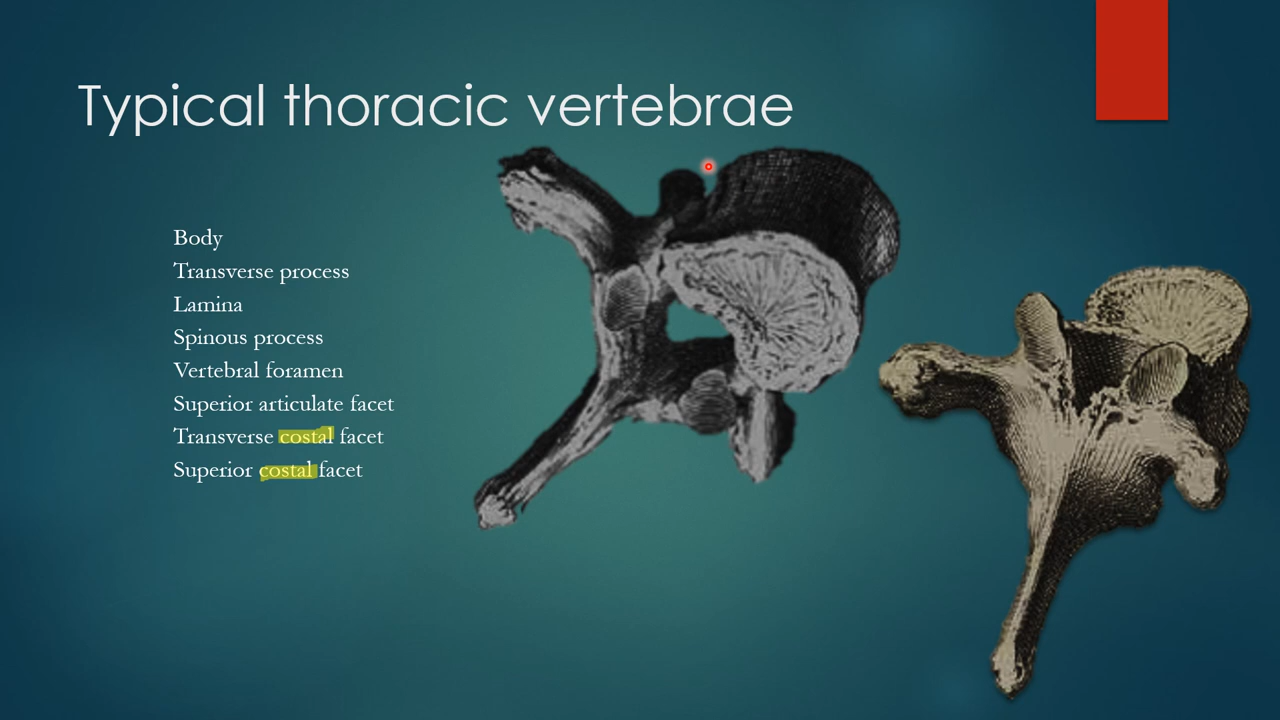 Typical thoracic vertebrae
Body
Transverse process
Lamina
Spinous process
Vertebral foramen
Superior articulate facet
Transverse costal facet
Superior costal facet